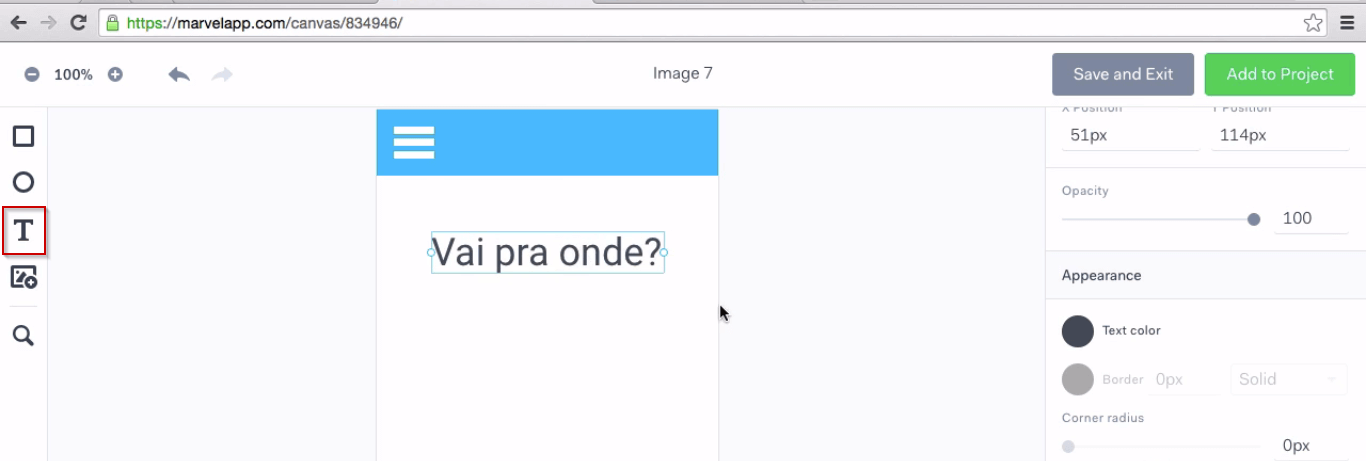 https://marvelapp.com/canvas/834946/
100%
Image 7
Save and Exit
Add to Project
X Position
Y Position
51px
114px
T
Vai pra onde?
Opacity
100
Appearance
Text color
Border 0px Solid
Corner radius
0px